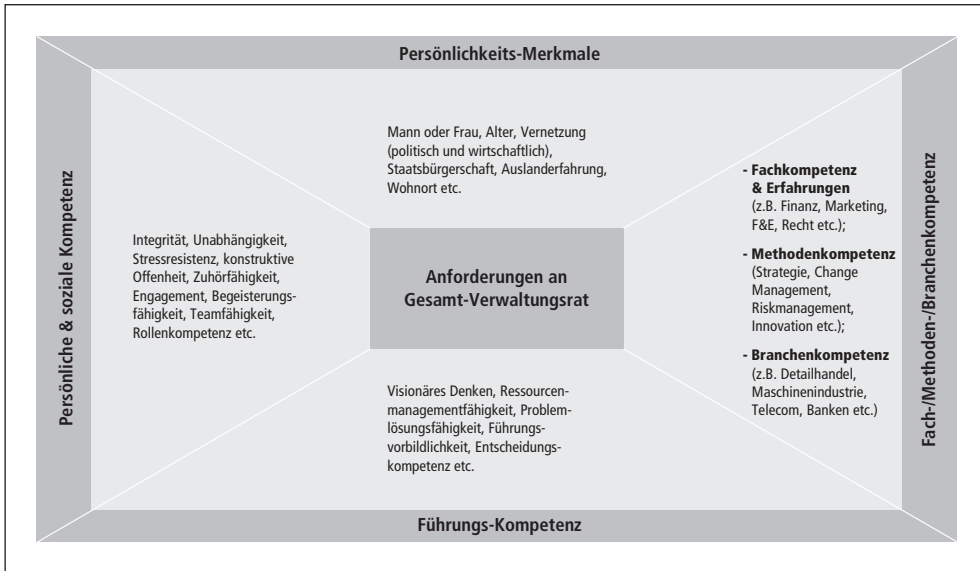 Persönlichkeits-Merkmale
Mann oder Frau, Alter, Vernetzung
(politisch und wirtschaftlich),
Staatsbürgerschaft, Auslanderfahrung,
Wohnort etc.
Persönliche & soziale Kompetenz
Integrität, Unabhängigkeit,
Stressresistenz, konstruktive
Offenheit, Zuhörfähigkeit,
Engagement, Begeisterungs-
fähigkeit, Teamfähigkeit,
Rollenkompetenz etc.
Anforderungen an
Gesamt-Verwaltungsrat
- Fachkompetenz
& Erfahrungen
(z.B. Finanz, Marketing,
F&E, Recht etc.);
- Methodenkompetenz
(Strategie, Change
Management,
Riskmanagement,
Innovation etc.);
- Branchenkompetenz
(z.B. Detailhandel,
Maschinenindustrie,
Telecom, Banken etc.)
Fach-/Methoden-/Branchenkompetenz
Visionäres Denken, Ressourcen-
managementfähigkeit, Problem-
lösungsfähigkeit, Führungs-
vorbildlichkeit, Entscheidungs-
kompetenz etc.
Führungs-Kompetenz